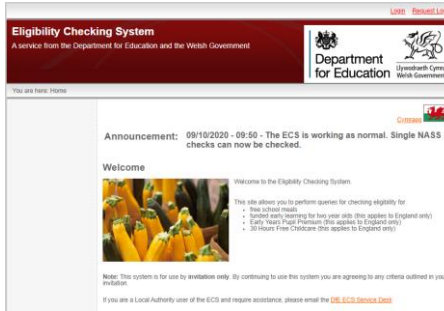 Login Request Lo
Eligibility Checking System
A service from the Department for Education and the Welsh Government
Department
for Education
Llywodraeth Cymr
Welsh Governmen
You are here: Home
Cymraeg
Announcement: 09/10/2020 - 09:50 - The ECS is working as normal. Single NASS
checks can now be checked.
Welcome
Welcome to the Eligibility Checking System.
This site allows you to perform queries for checking eligibility for
free school meals
funded early learning for two year olds (this applies to England only)
Early Years Pupil Premium (this applies to England only)
30 Hours Free Childcare (this applies to England only)
Note: This system is for use by invitation only. By continuing to use this system you are agreeing to any criteria outlined in you
invitation.
If you are a Local Authority user of the ECS and require assistance, please email the DfE ECS Service Desk